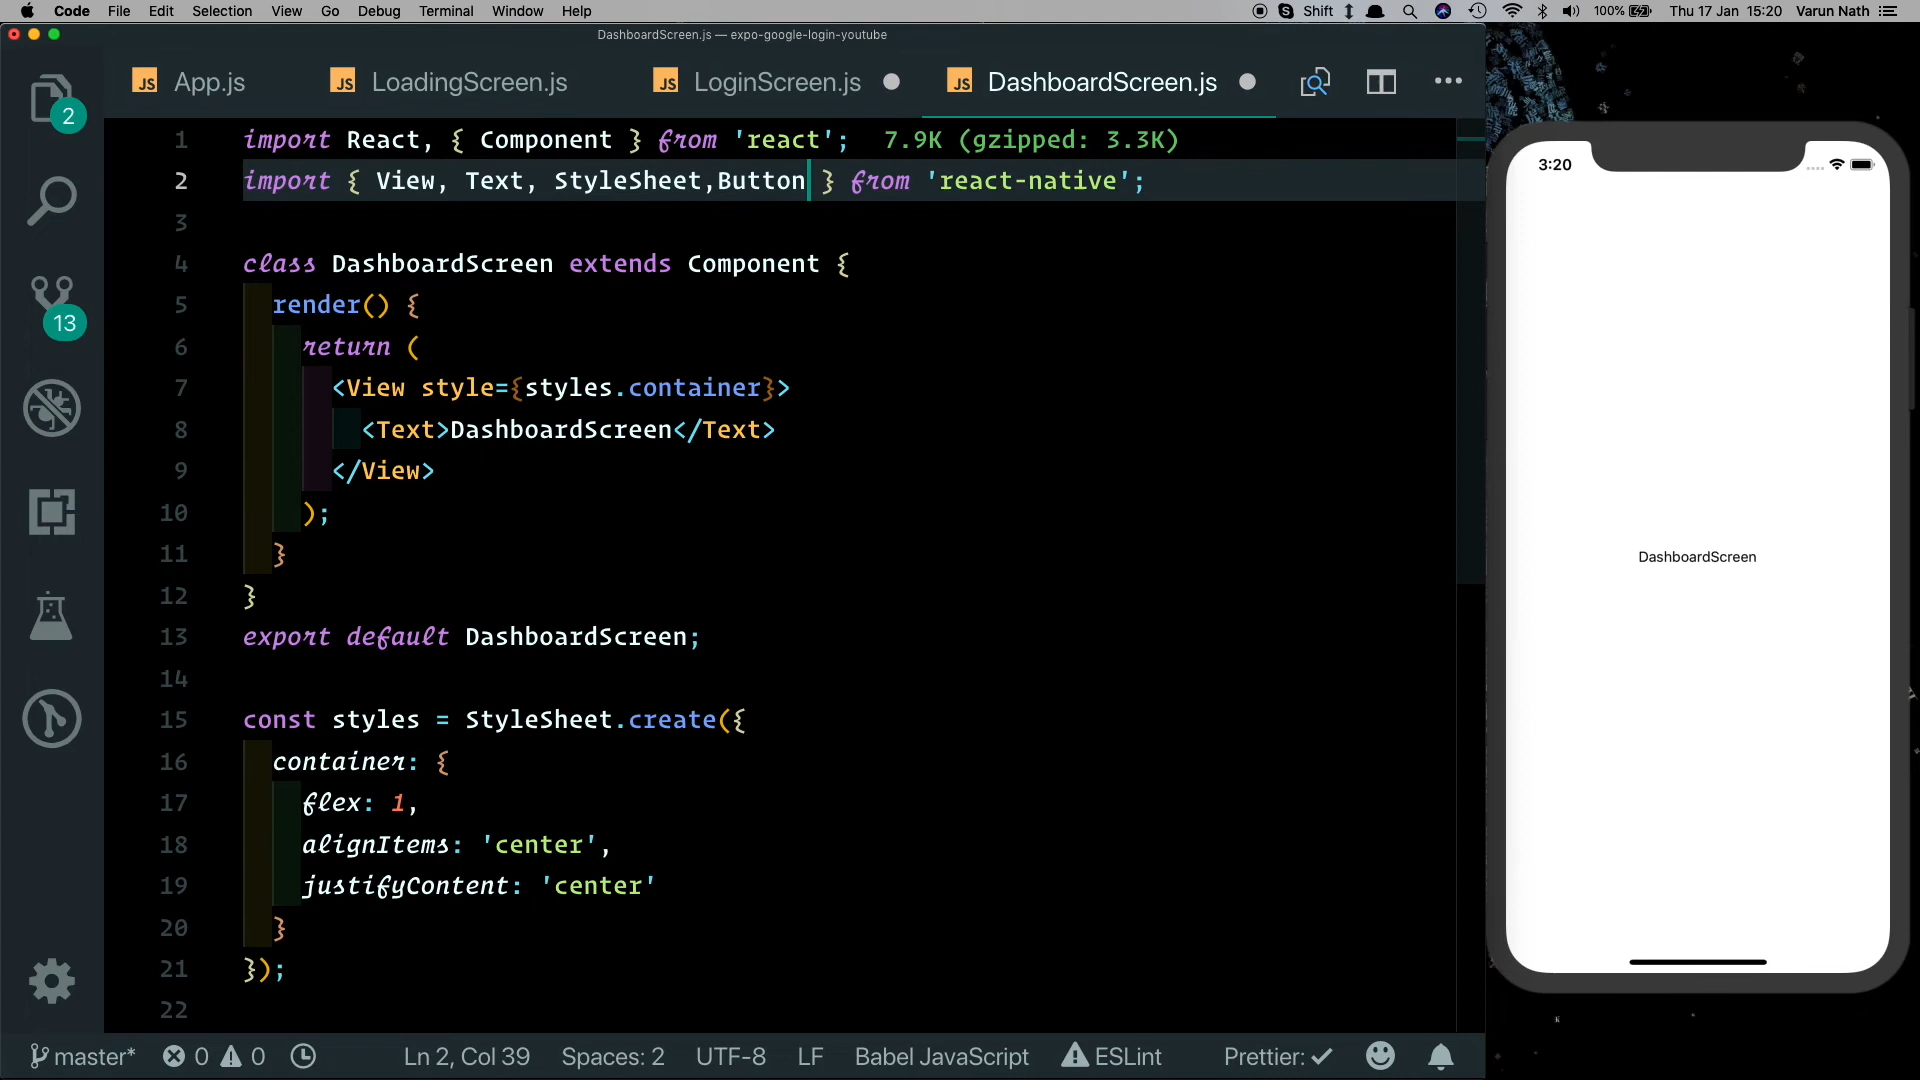 Code File Edit Selection View Go Debug Terminal Window Help Shift 100% Thu 17 Jan 15:20 Varun Nath
DashboardScreen.js — expo-google-login-youtube
JS App.js JS LoadingScreen.js JS LoginScreen.js JS DashboardScreen.js
2
13
1 import React, { Component } from 'react'; 7.9K (gzipped: 3.3K)
2 import { View, Text, StyleSheet,Button } from 'react-native';
3
4 class DashboardScreen extends Component {
5 render() {
6 return (
7 <View style={styles.container}>
8 <Text>DashboardScreen</Text>
9 </View>
10 );
11 }
12 }
13 export default DashboardScreen;
14
15 const styles = StyleSheet.create({
16 container: {
17 flex: 1,
18 alignItems: 'center',
19 justifyContent: 'center'
20 }
21 });
22
master* 0 0 Ln 2, Col 39 Spaces: 2 UTF-8 LF Babel JavaScript ESLint Prettier: ✓
3:20
DashboardScreen